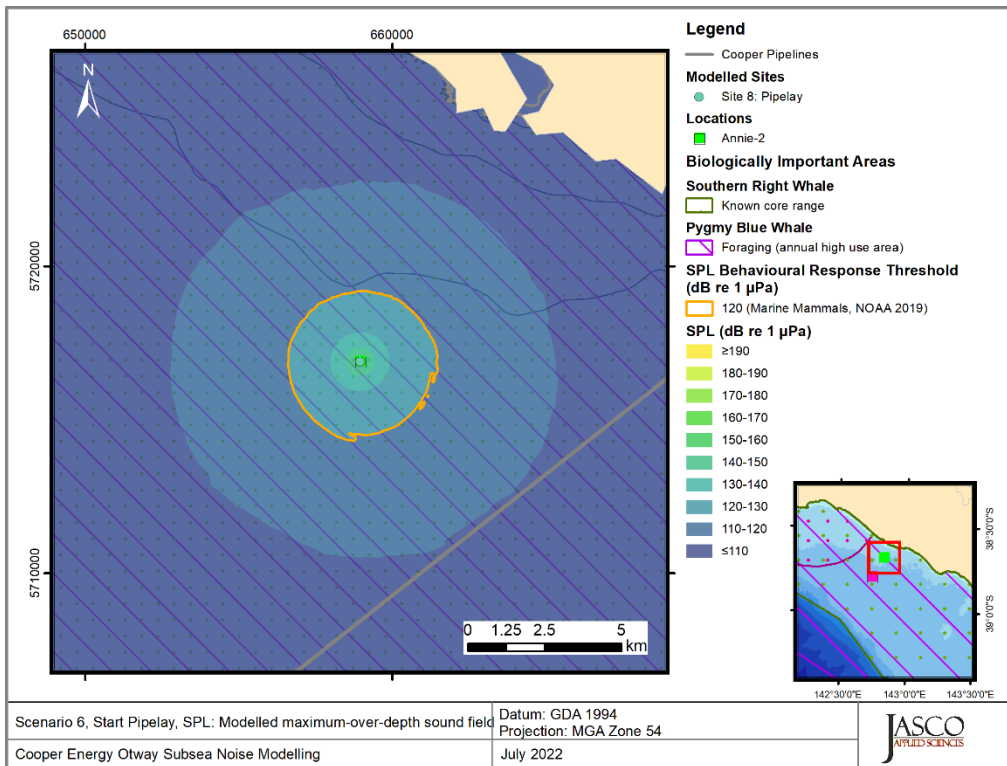 650000
660000
N
5720000
5710000
0 1.25 2.5 5
km
Legend
Cooper Pipelines
Modelled Sites
Site 8: Pipelay
Locations
Annie-2
Biologically Important Areas
Southern Right Whale
Known core range
Pygmy Blue Whale
Foraging (annual high use area)
SPL Behavioural Response Threshold
(dB re 1 µPa)
120 (Marine Mammals, NOAA 2019)
SPL (dB re 1 µPa)
≥190
180-190
170-180
160-170
150-160
140-150
130-140
120-130
110-120
≤110
38°30'0"S
39°0'0"S
142°30'0"E 143°0'0"E 143°30'0"E
Scenario 6, Start Pipelay, SPL: Modelled maximum-over-depth sound field
Datum: GDA 1994
Projection: MGA Zone 54
Cooper Energy Otway Subsea Noise Modelling
July 2022
JASCO
APPLIED SCIENCES